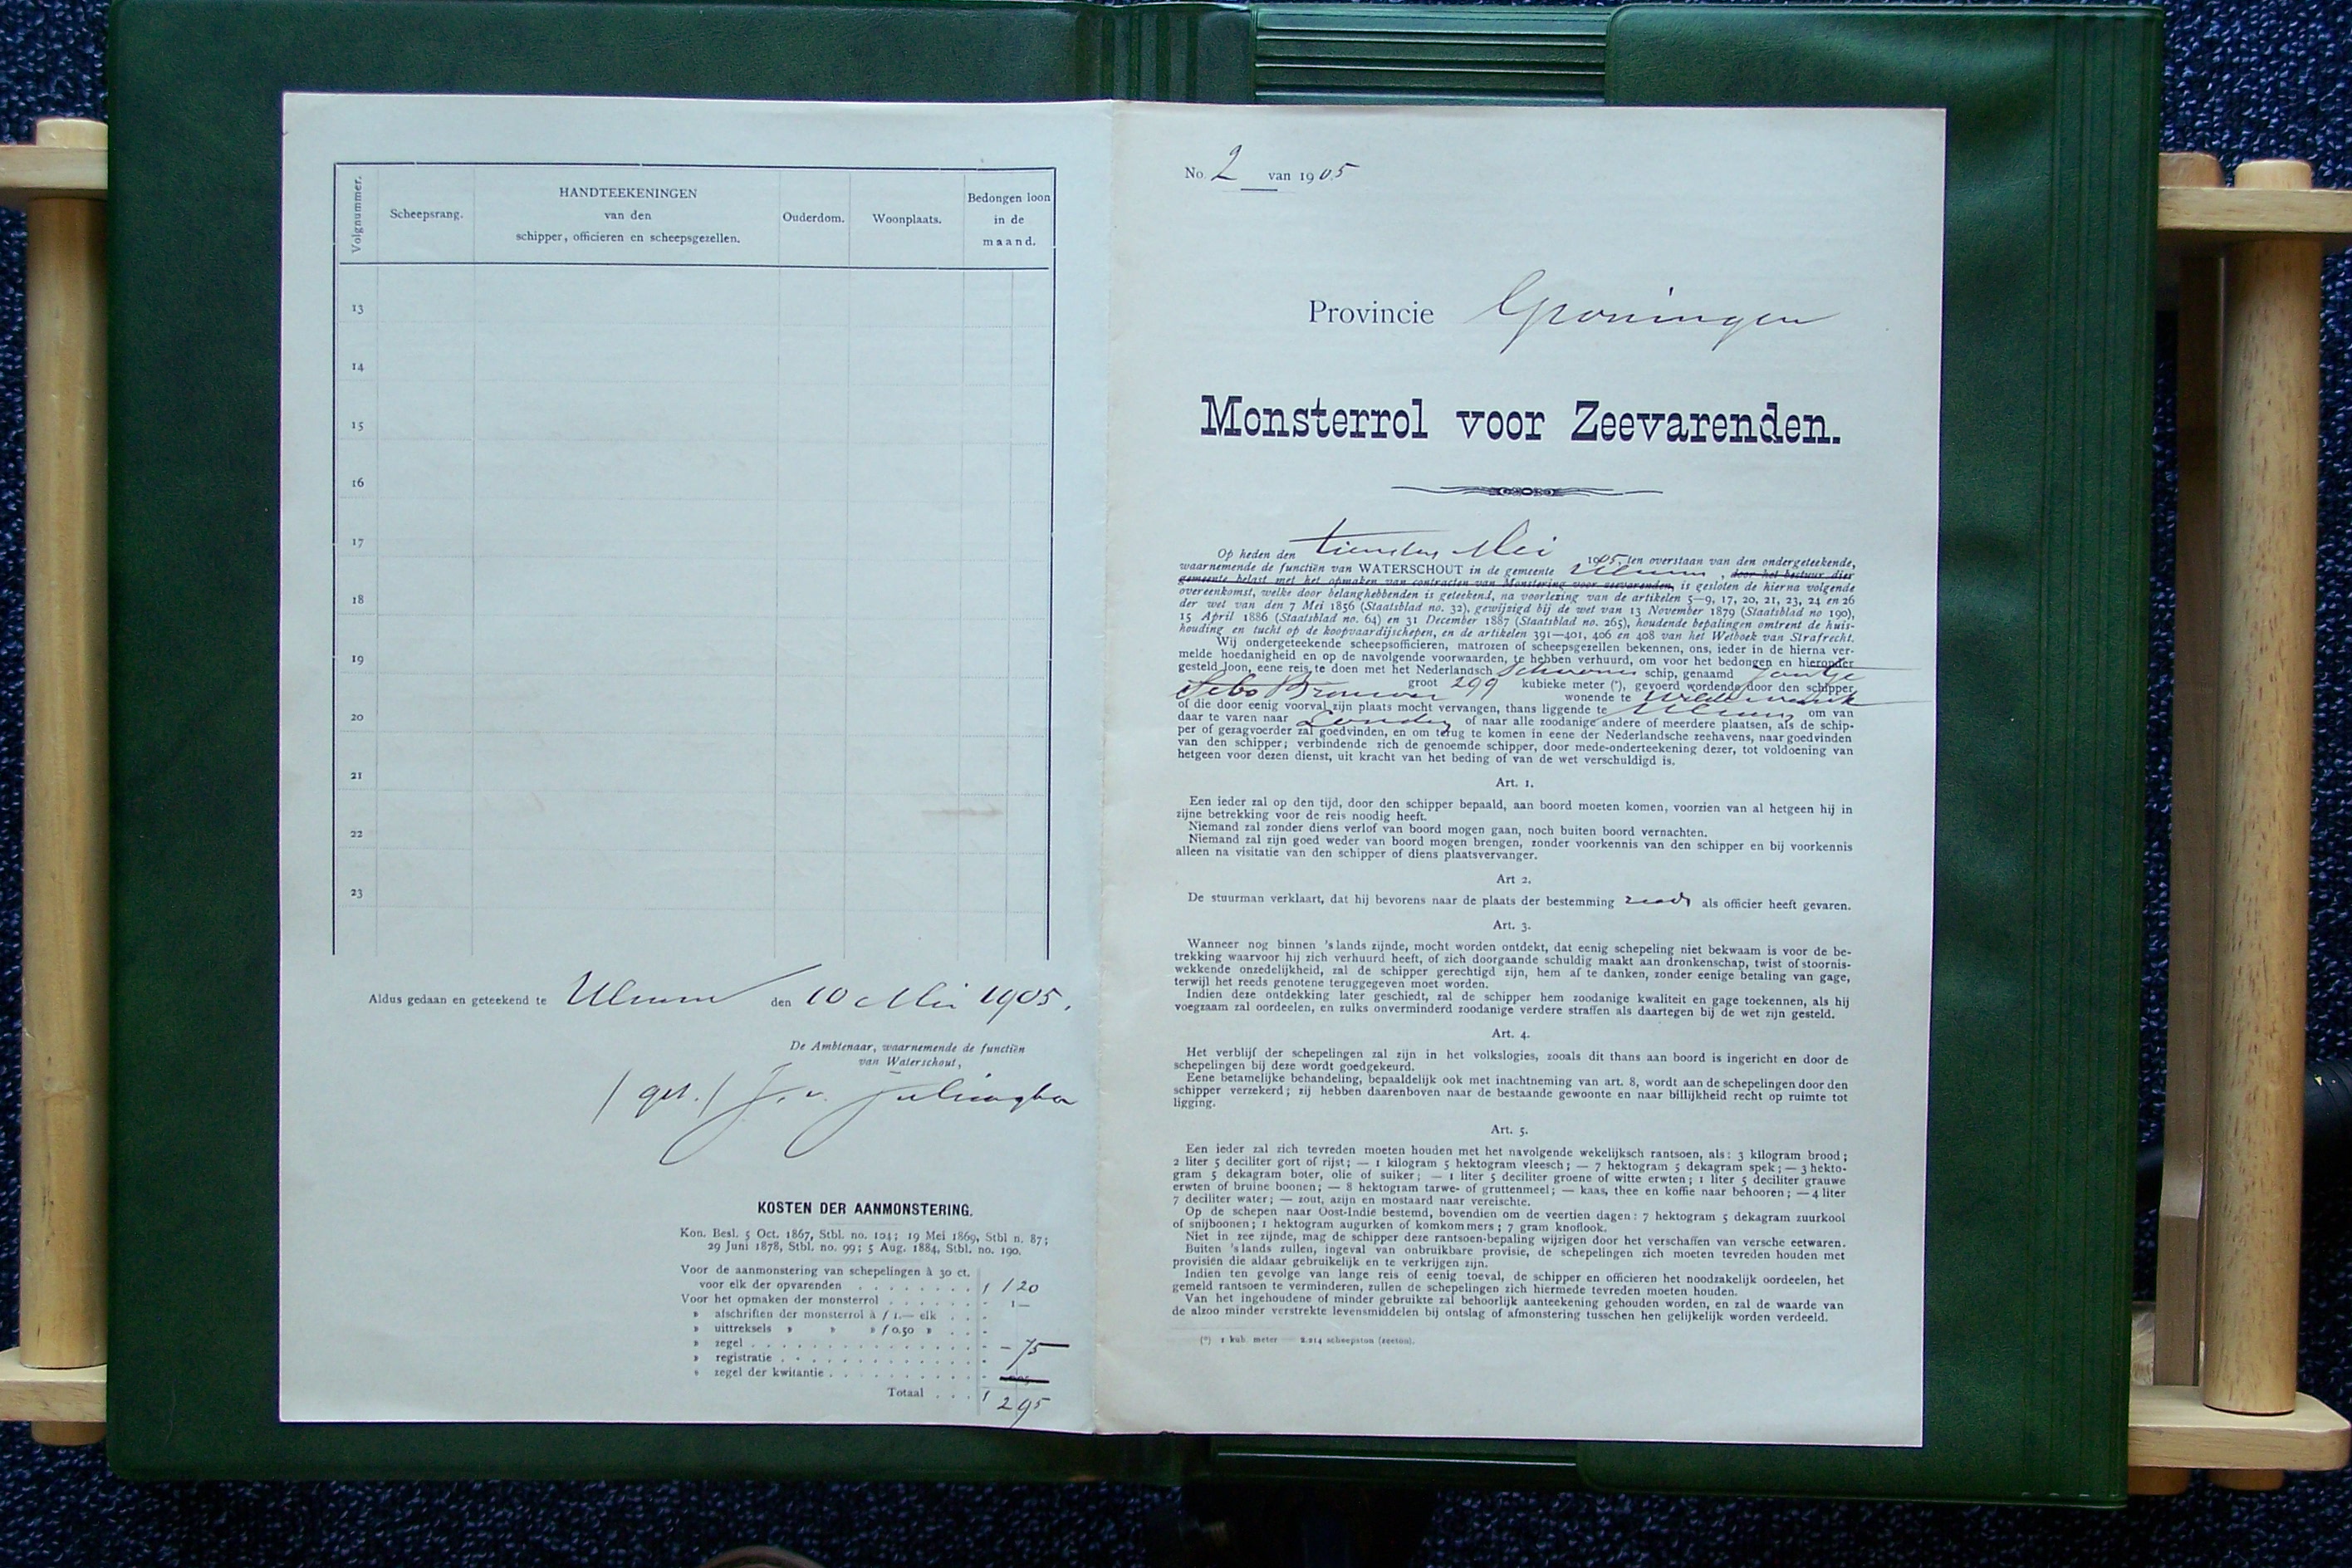 Volgnummer.
Scheepsrang.
HANDTEEKENINGEN
van den
schipper, officieren en scheepsgezellen.
Ouderdom.
Woonplaats.
Bedongen loon
in de
maand.
13
14
15
16
17
18
19
20
21
22
23
Aldus gedaan en geteekend te Ulrum den 10 Mei 1905.
De Ambtenaar, waarnemende de functiën
van Waterschout,
(get.) J. v.
KOSTEN DER AANMONSTERING.
Kon. Besl. 5 Oct. 1867, Stbl. no. 104; 19 Mei 1869, Stbl n. 87;
29 Juni 1878, Stbl. no. 99; 5 Aug. 1884, Stbl. no. 190.
Voor de aanmonstering van schepelingen à 30 ct.
voor elk der opvarenden . . . . . . . . f 1 20
Voor het opmaken der monsterrol . . . . . . - 1 —
» afschriften der monsterrol à f 1.— elk . . . -
» uittreksels » » » f 0.50 » . . -
» zegel . . . . . . . . . . . . . . . - - 75
» registratie . . . . . . . . . . . . . -
» zegel der kwitantie . . . . . . . . . . -
Totaal . . . f 2 95
No. 2 van 1905
Provincie Groningen
Monsterrol voor Zeevarenden.
Op heden den tienden Mei 1905, ten overstaan van den ondergeteekende,
waarnemende de functiën van WATERSCHOUT in de gemeente Ulrum, door het bestuur dier
gemeente belast met het opmaken van contracten van Monstering voor zeevarenden, is gesloten de hierna volgende
overeenkomst, welke door belanghebbenden is geteekend, na voorlezing van de artikelen 5—9, 17, 20, 21, 23, 24 en 26
der wet van den 7 Mei 1856 (Staatsblad no. 32), gewijzigd bij de wet van 13 November 1879 (Staatsblad no 190),
15 April 1886 (Staatsblad no. 64) en 31 December 1887 (Staatsblad no. 265), houdende bepalingen omtrent de huis-
houding en tucht op de koopvaardijschepen, en de artikelen 391—401, 406 en 408 van het Wetboek van Strafrecht.
Wij ondergeteekende scheepsofficieren, matrozen of scheepsgezellen bekennen, ons, ieder in de hierna ver-
melde hoedanigheid en op de navolgende voorwaarden, te hebben verhuurd, om voor het bedongen en hieronder
gesteld loon, eene reis te doen met het Nederlandsch Schoener schip, genaamd Jantje
groot 299 kubieke meter (*), gevoerd wordende door den schipper
Sebo Brouwer wonende te
of die door eenig voorval zijn plaats mocht vervangen, thans liggende te Ulrum om van
daar te varen naar Londen of naar alle zoodanige andere of meerdere plaatsen, als de schip-
per of gezagvoerder zal goedvinden, en om terug te komen in eene der Nederlandsche zeehavens, naar goedvinden
van den schipper; verbindende zich de genoemde schipper, door mede-onderteekening dezer, tot voldoening van
hetgeen voor dezen dienst, uit kracht van het beding of van de wet verschuldigd is.
Art. 1.
Een ieder zal op den tijd, door den schipper bepaald, aan boord moeten komen, voorzien van al hetgeen hij in
zijne betrekking voor de reis noodig heeft.
Niemand zal zonder diens verlof van boord mogen gaan, noch buiten boord vernachten.
Niemand zal zijn goed weder van boord mogen brengen, zonder voorkennis van den schipper en bij voorkennis
alleen na visitatie van den schipper of diens plaatsvervanger.
Art 2.
De stuurman verklaart, dat hij bevorens naar de plaats der bestemming reeds als officier heeft gevaren.
Art. 3.
Wanneer nog binnen 's lands zijnde, mocht worden ontdekt, dat eenig schepeling niet bekwaam is voor de be-
trekking waarvoor hij zich verhuurd heeft, of zich doorgaande schuldig maakt aan dronkenschap, twist of stoornis-
wekkende onzedelijkheid, zal de schipper gerechtigd zijn, hem af te danken, zonder eenige betaling van gage,
terwijl het reeds genotene teruggegeven moet worden.
Indien deze ontdekking later geschiedt, zal de schipper hem zoodanige kwaliteit en gage toekennen, als hij
voegzaam zal oordeelen, en zulks onverminderd zoodanige verdere straffen als daartegen bij de wet zijn gesteld.
Art. 4.
Het verblijf der schepelingen zal zijn in het volkslogies, zooals dit thans aan boord is ingericht en door de
schepelingen bij deze wordt goedgekeurd.
Eene betamelijke behandeling, bepaaldelijk ook met inachtneming van art. 8, wordt aan de schepelingen door den
schipper verzekerd; zij hebben daarenboven naar de bestaande gewoonte en naar billijkheid recht op ruimte tot
ligging.
Art. 5.
Een ieder zal zich tevreden moeten houden met het navolgende wekelijksch rantsoen, als: 3 kilogram brood;
2 liter 5 deciliter gort of rijst; — 1 kilogram 5 hektogram vleesch; — 7 hektogram 5 dekagram spek; — 3 hekto-
gram 5 dekagram boter, olie of suiker; — 1 liter 5 deciliter groene of witte erwten; 1 liter 5 deciliter grauwe
erwten of bruine boonen; — 8 hektogram tarwe- of gruttenmeel; — kaas, thee en koffie naar behooren; — 4 liter
7 deciliter water; — zout, azijn en mostaard naar vereischte.
Op de schepen naar Oost-Indië bestemd, bovendien om de veertien dagen: 7 hektogram 5 dekagram zuurkool
of snijboonen; 1 hektogram augurken of komkommers; 7 gram knoflook.
Niet in zee zijnde, mag de schipper deze rantsoen-bepaling wijzigen door het verschaffen van versche eetwaren.
Buiten 's lands zullen, ingeval van onbruikbare provisie, de schepelingen zich moeten tevreden houden met
provisiën die aldaar gebruikelijk en te verkrijgen zijn.
Indien ten gevolge van lange reis of eenig toeval, de schipper en officieren het noodzakelijk oordeelen, het
gemeld rantsoen te verminderen, zullen de schepelingen zich hiermede tevreden moeten houden.
Van het ingehoudene of minder gebruikte zal behoorlijk aanteekening gehouden worden, en zal de waarde van
de alzoo minder verstrekte levensmiddelen bij ontslag of afmonstering tusschen hen gelijkelijk worden verdeeld.
(*) 1 kub. meter 2.214 scheepston (zeeton).